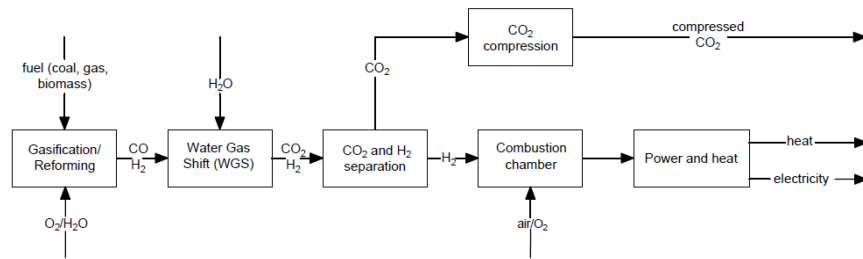 CO₂
compression
compressed
CO₂
fuel (coal, gas,
biomass)
H₂O
CO₂
Gasification/
Reforming
CO
H₂
Water Gas
Shift (WGS)
CO₂
H₂
CO₂ and H₂
separation
H₂
Combustion
chamber
Power and heat
heat
electricity
O₂/H₂O
air/O₂